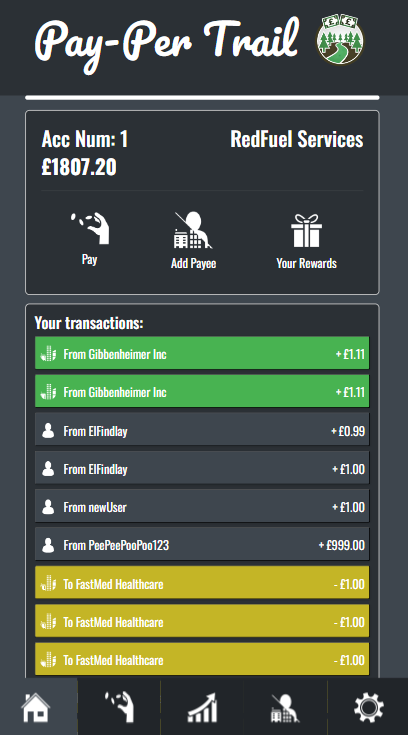 Pay-Per Trail
Acc Num: 1
RedFuel Services
£1807.20
Pay
Add Payee
Your Rewards
Your transactions:
From Gibbenheimer Inc + £1.11
From Gibbenheimer Inc + £1.11
From ElFindlay + £0.99
From ElFindlay + £1.00
From newUser + £1.00
From PeePeePooPoo123 + £999.00
To FastMed Healthcare - £1.00
To FastMed Healthcare - £1.00
To FastMed Healthcare - £1.00